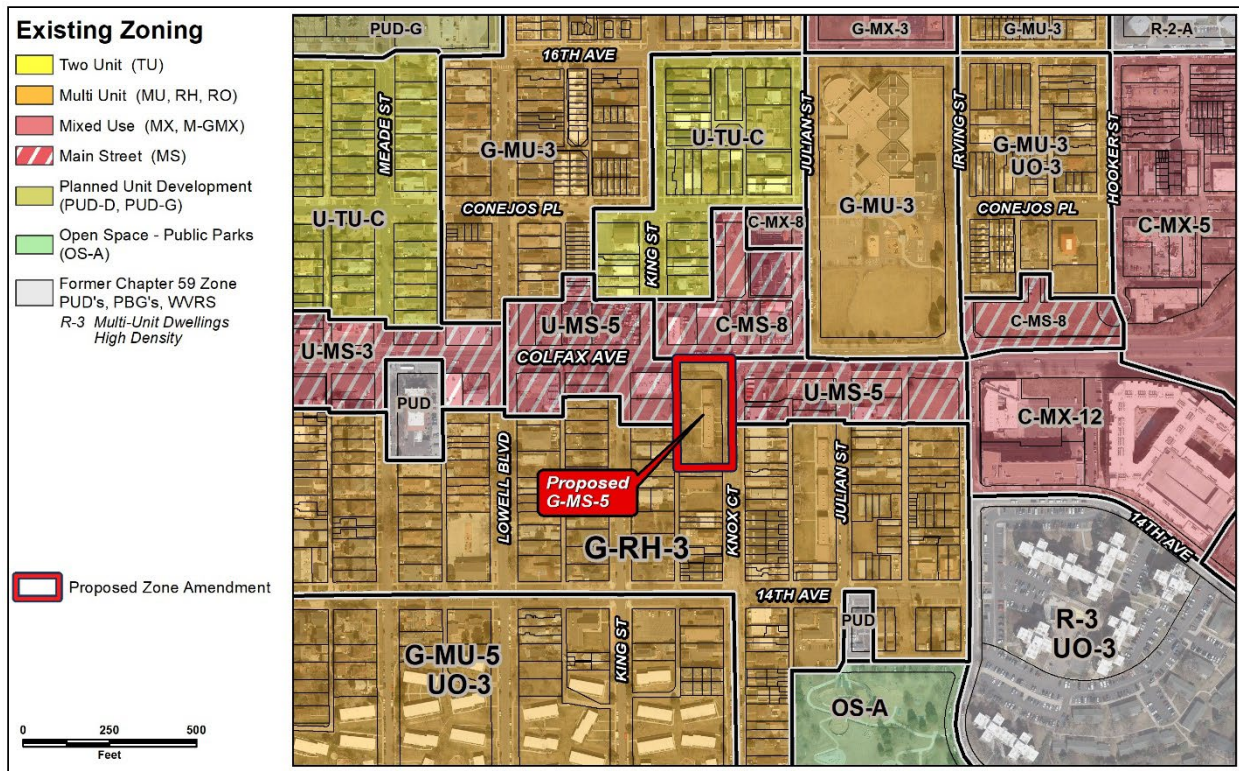 Existing Zoning
Two Unit (TU)
Multi Unit (MU, RH, RO)
Mixed Use (MX, M-GMX)
Main Street (MS)
Planned Unit Development
(PUD-D, PUD-G)
Open Space - Public Parks
(OS-A)
Former Chapter 59 Zone
PUD's, PBG's, WVRS
R-3 Multi-Unit Dwellings
High Density
Proposed Zone Amendment
0 250 500
Feet
PUD-G
G-MX-3
G-MU-3
R-2-A
16TH AVE
MEADE ST
JULIAN ST
IRVING ST
HOOKER ST
U-TU-C
G-MU-3
G-MU-3
UO-3
G-MU-3
CONEJOS PL
CONEJOS PL
U-TU-C
KING ST
C-MX-8
C-MX-5
U-MS-5
C-MS-8
C-MS-8
U-MS-3
COLFAX AVE
PUD
U-MS-5
C-MX-12
Proposed
G-MS-5
LOWELL BLVD
KNOX CT
JULIAN ST
14TH AVE
G-RH-3
14TH AVE
PUD
R-3
UO-3
G-MU-5
UO-3
KING ST
OS-A